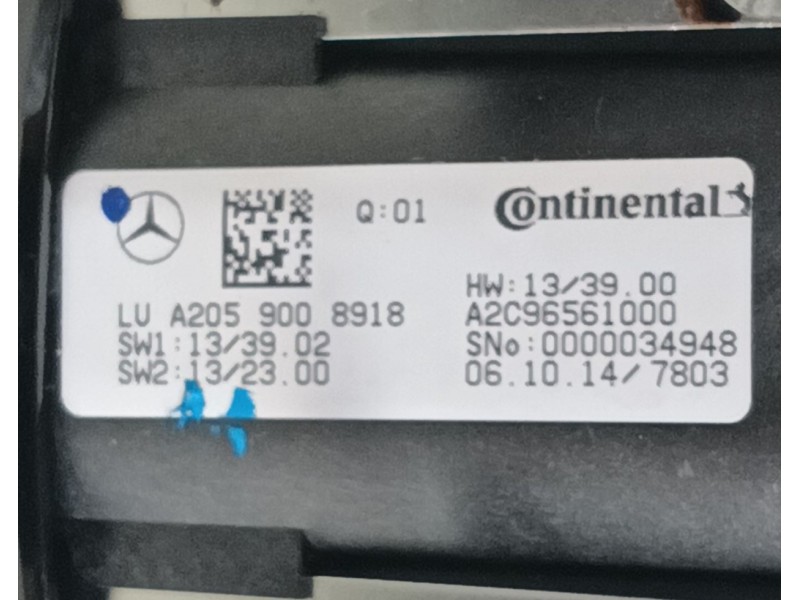 Q:01
Continental
HW:13/39.00
LU A205 900 8918
A2C96561000
SW1:13/39.02
SNo:0000034948
SW2:13/23.00
06.10.14/7803